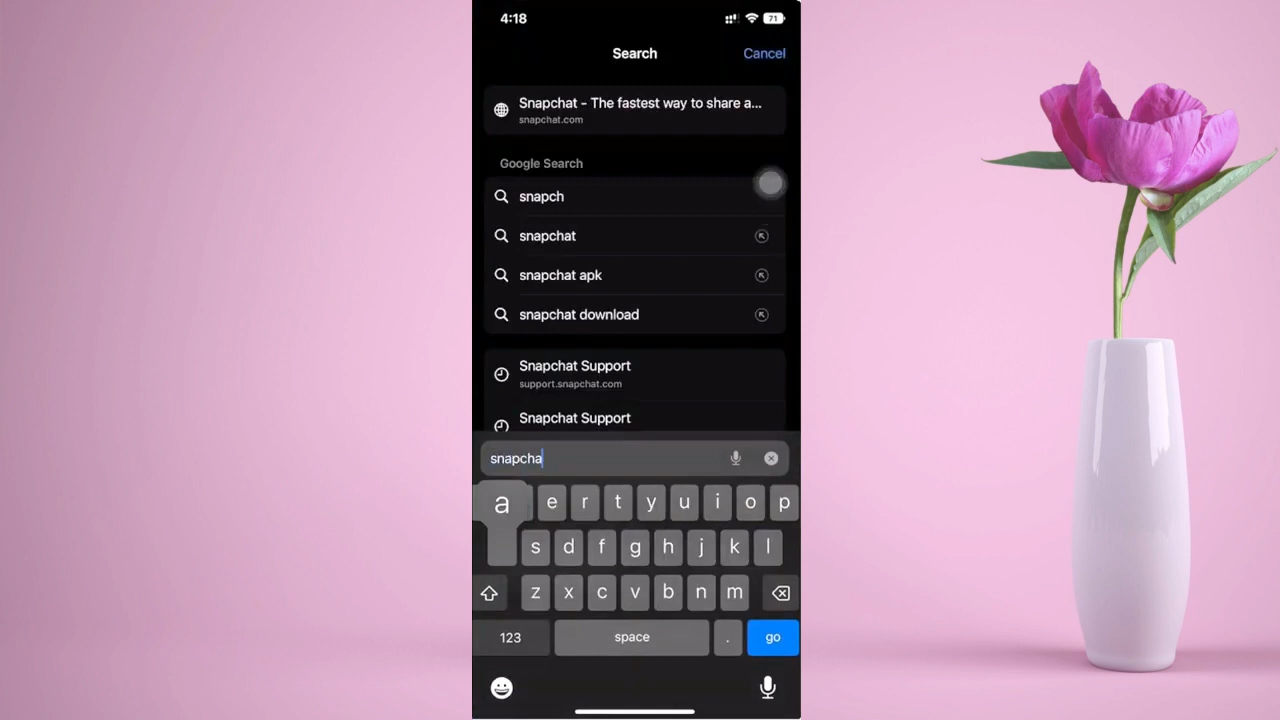 4:18
71
Search
Cancel
Snapchat - The fastest way to share a...
snapchat.com
Google Search
snapch
snapchat
snapchat apk
snapchat download
Snapchat Support
support.snapchat.com
Snapchat Support
snapcha
a e r t y u i o p
s d f g h j k l
z x c v b n m
123 space . go